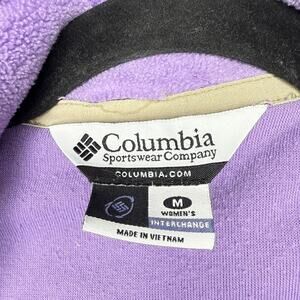 Columbia
Sportswear Company
COLUMBIA.COM
M
WOMEN'S
INTERCHANGE
MADE IN VIETNAM